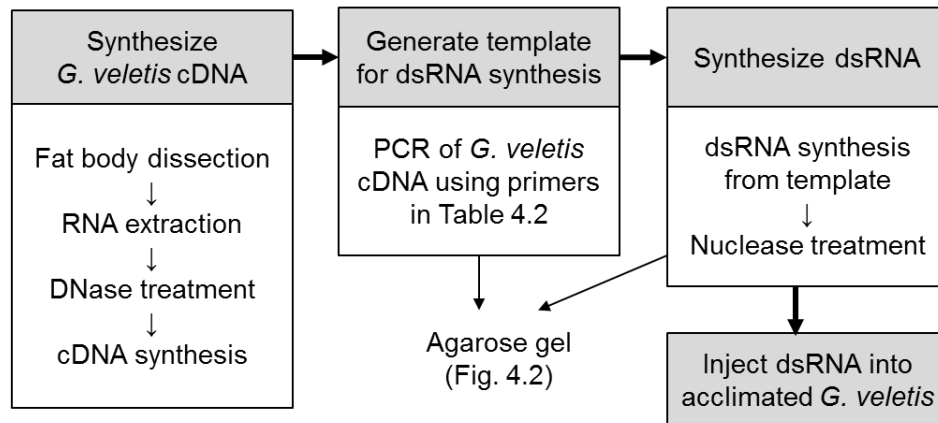 Synthesize
G. veletis cDNA
Fat body dissection
↓
RNA extraction
↓
DNase treatment
↓
cDNA synthesis
Generate template
for dsRNA synthesis
PCR of G. veletis
cDNA using primers
in Table 4.2
Agarose gel
(Fig. 4.2)
Synthesize dsRNA
dsRNA synthesis
from template
↓
Nuclease treatment
Inject dsRNA into
acclimated G. veletis